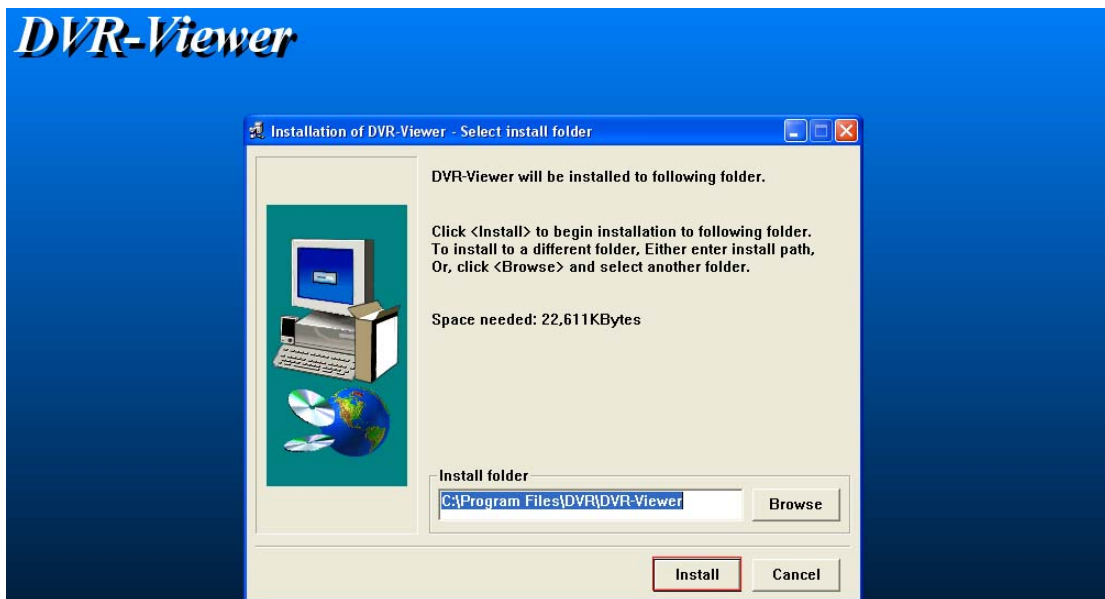 DVR-Viewer
Installation of DVR-Viewer - Select install folder
DVR-Viewer will be installed to following folder.
Click <Install> to begin installation to following folder.
To install to a different folder, Either enter install path,
Or, click <Browse> and select another folder.
Space needed: 22,611KBytes
Install folder
C:\Program Files\DVR\DVR-Viewer
Browse
Install
Cancel